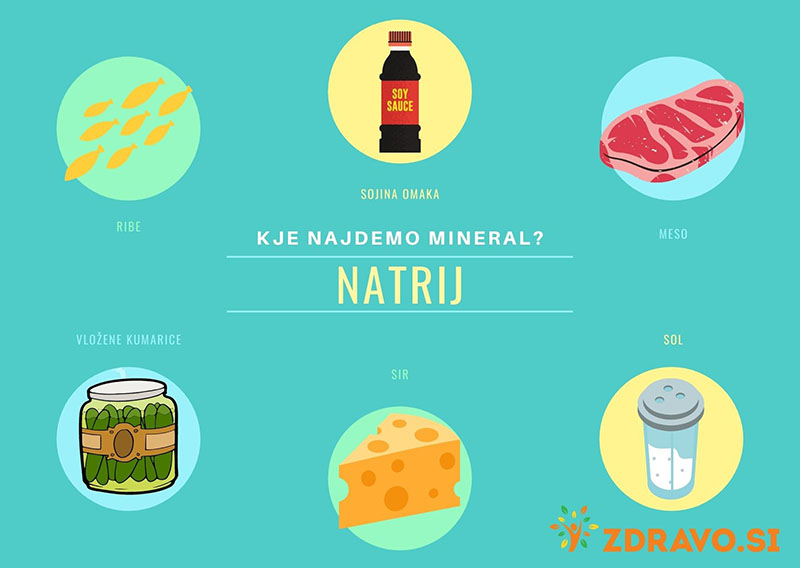 SOY
SAUCE
SOJINA OMAKA
RIBE
MESO
KJE NAJDEMO MINERAL?
NATRIJ
VLOŽENE KUMARICE
SIR
SOL
ZDRAVO.SI